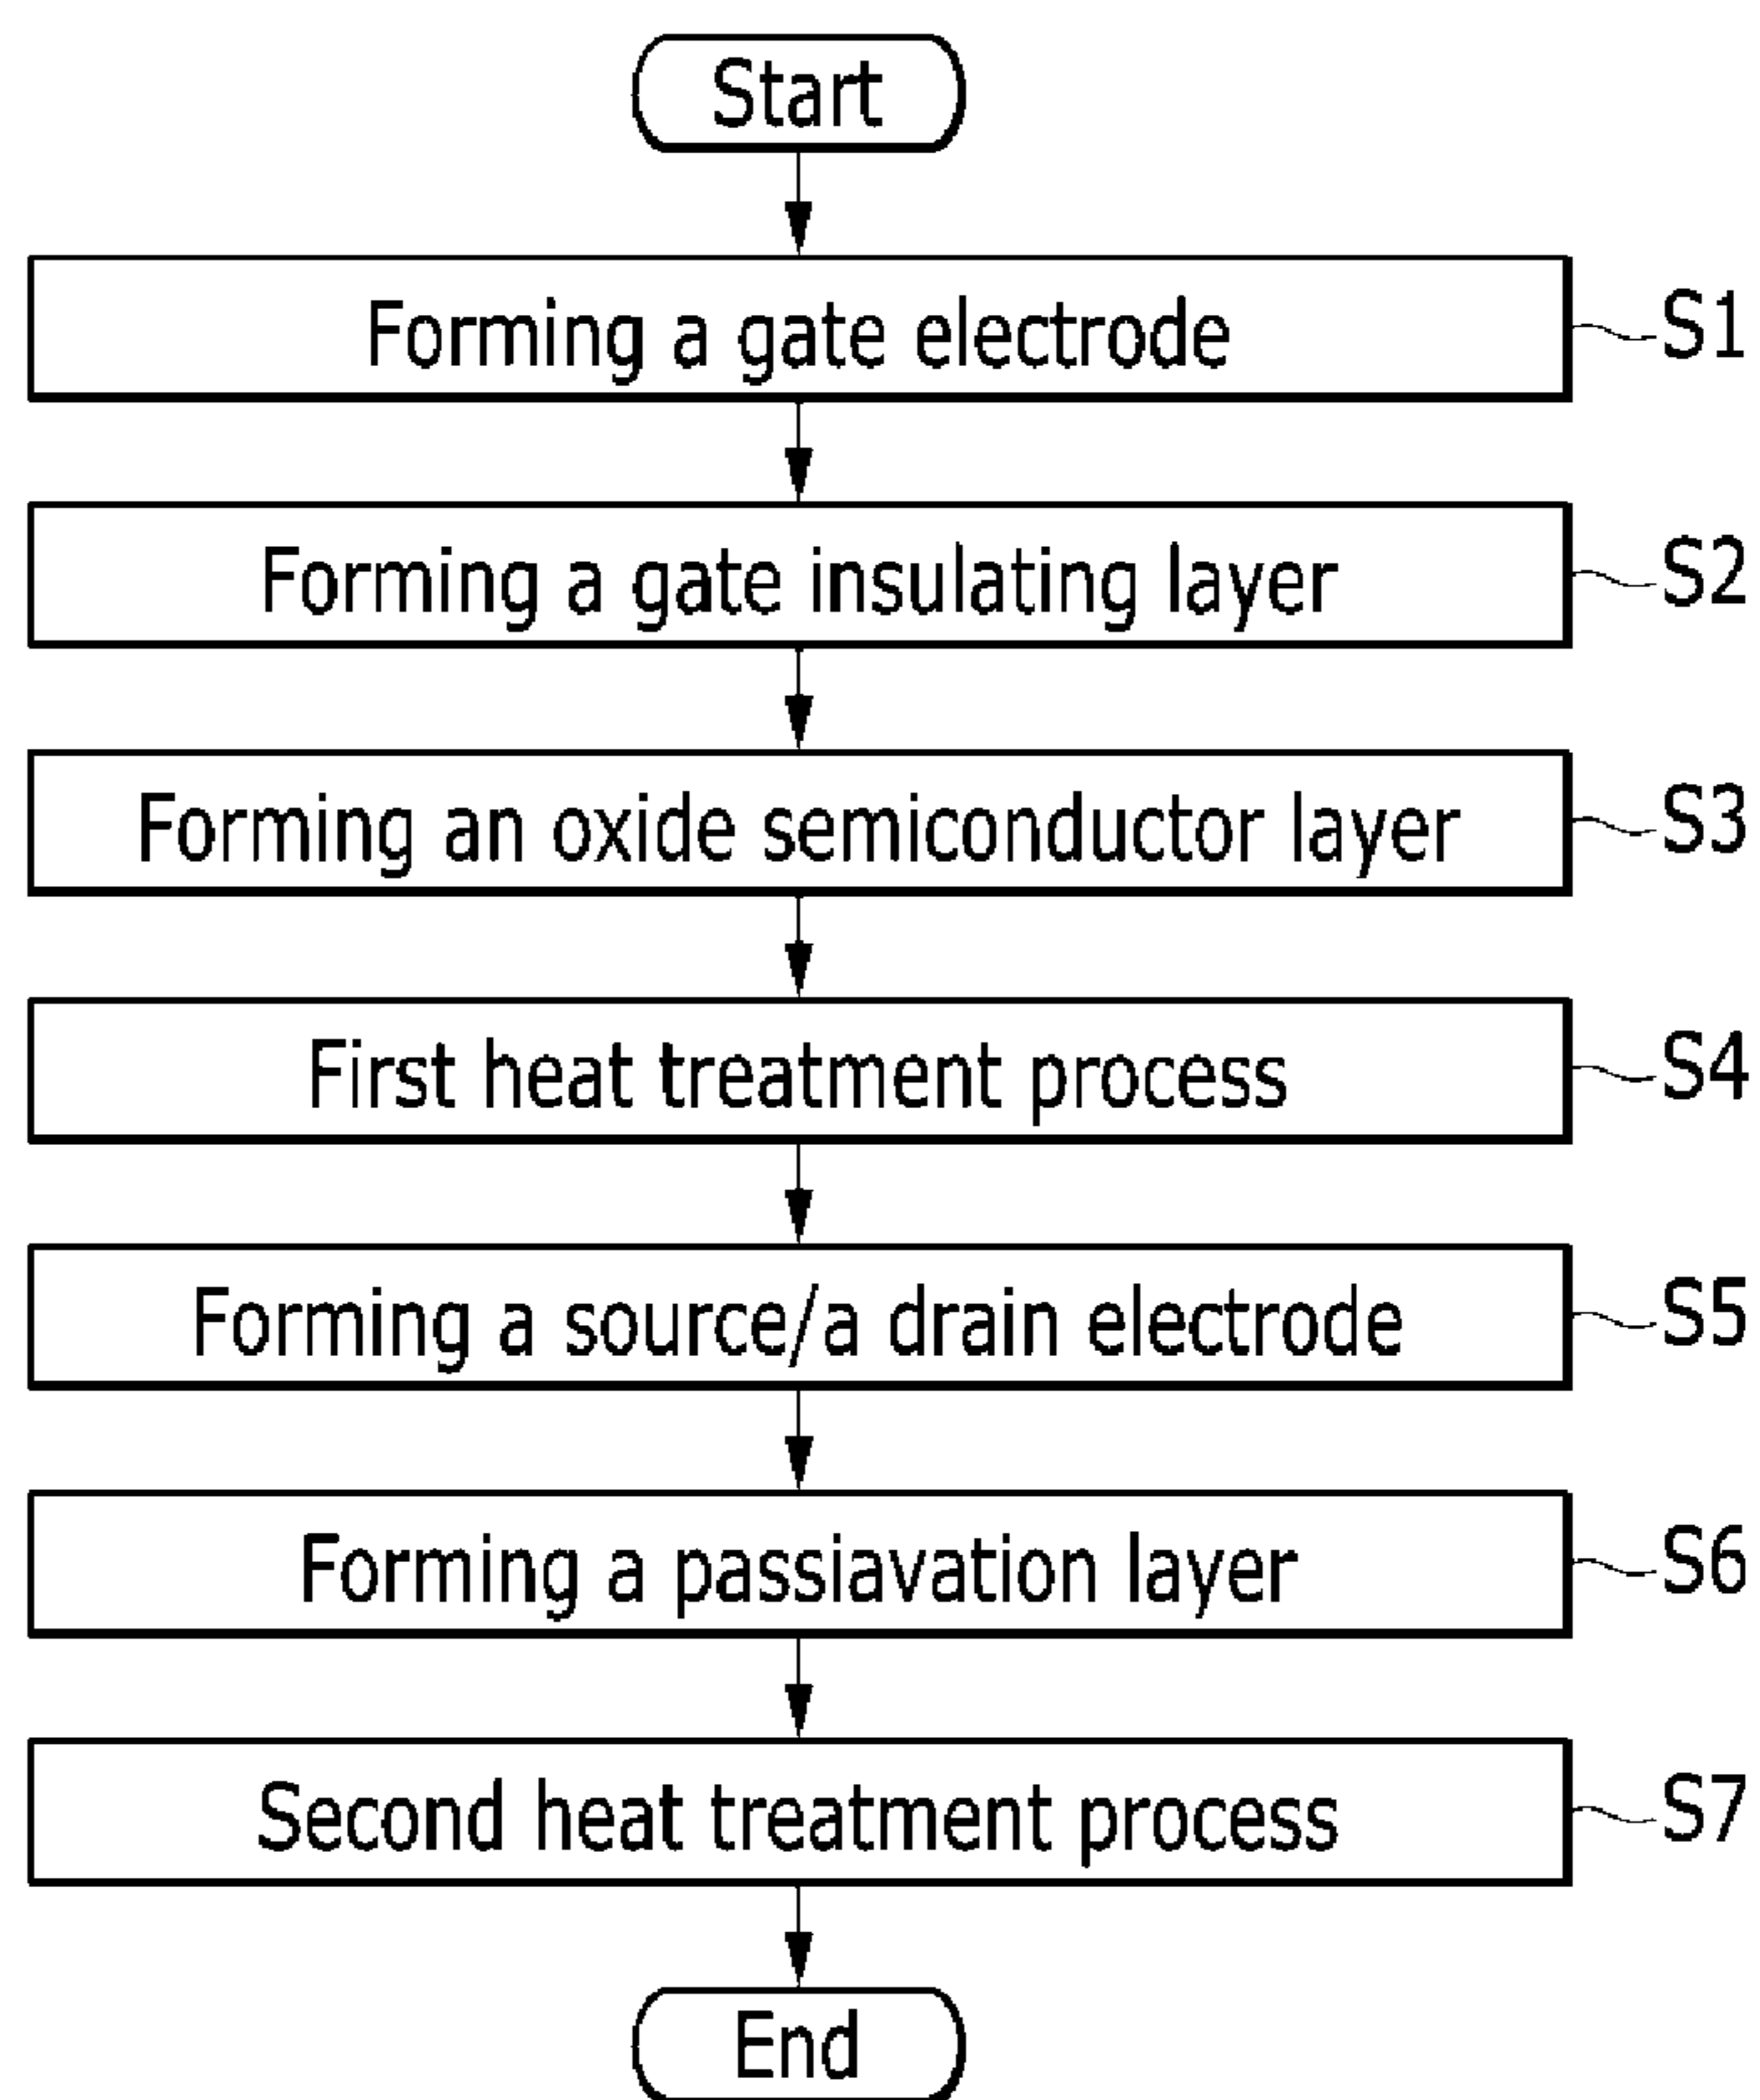 Start
Forming a gate electrode S1
Forming a gate insulating layer S2
Forming an oxide semiconductor layer S3
First heat treatment process S4
Forming a source/a drain electrode S5
Forming a passiavation layer S6
Second heat treatment process S7
End